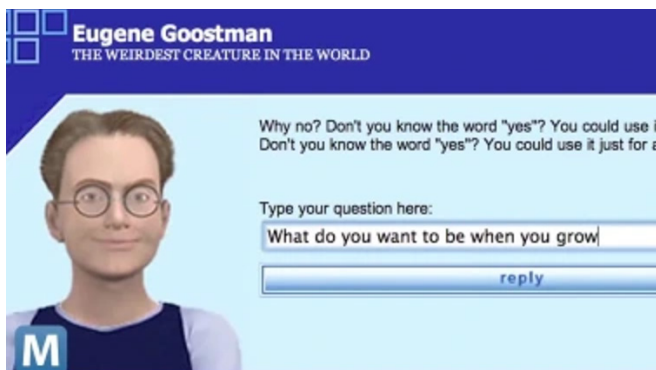 Eugene Goostman
THE WEIRDEST CREATURE IN THE WORLD
Why no? Don't you know the word "yes"? You could use
Don't you know the word "yes"? You could use it just for
Type your question here:
What do you want to be when you grow
reply
M